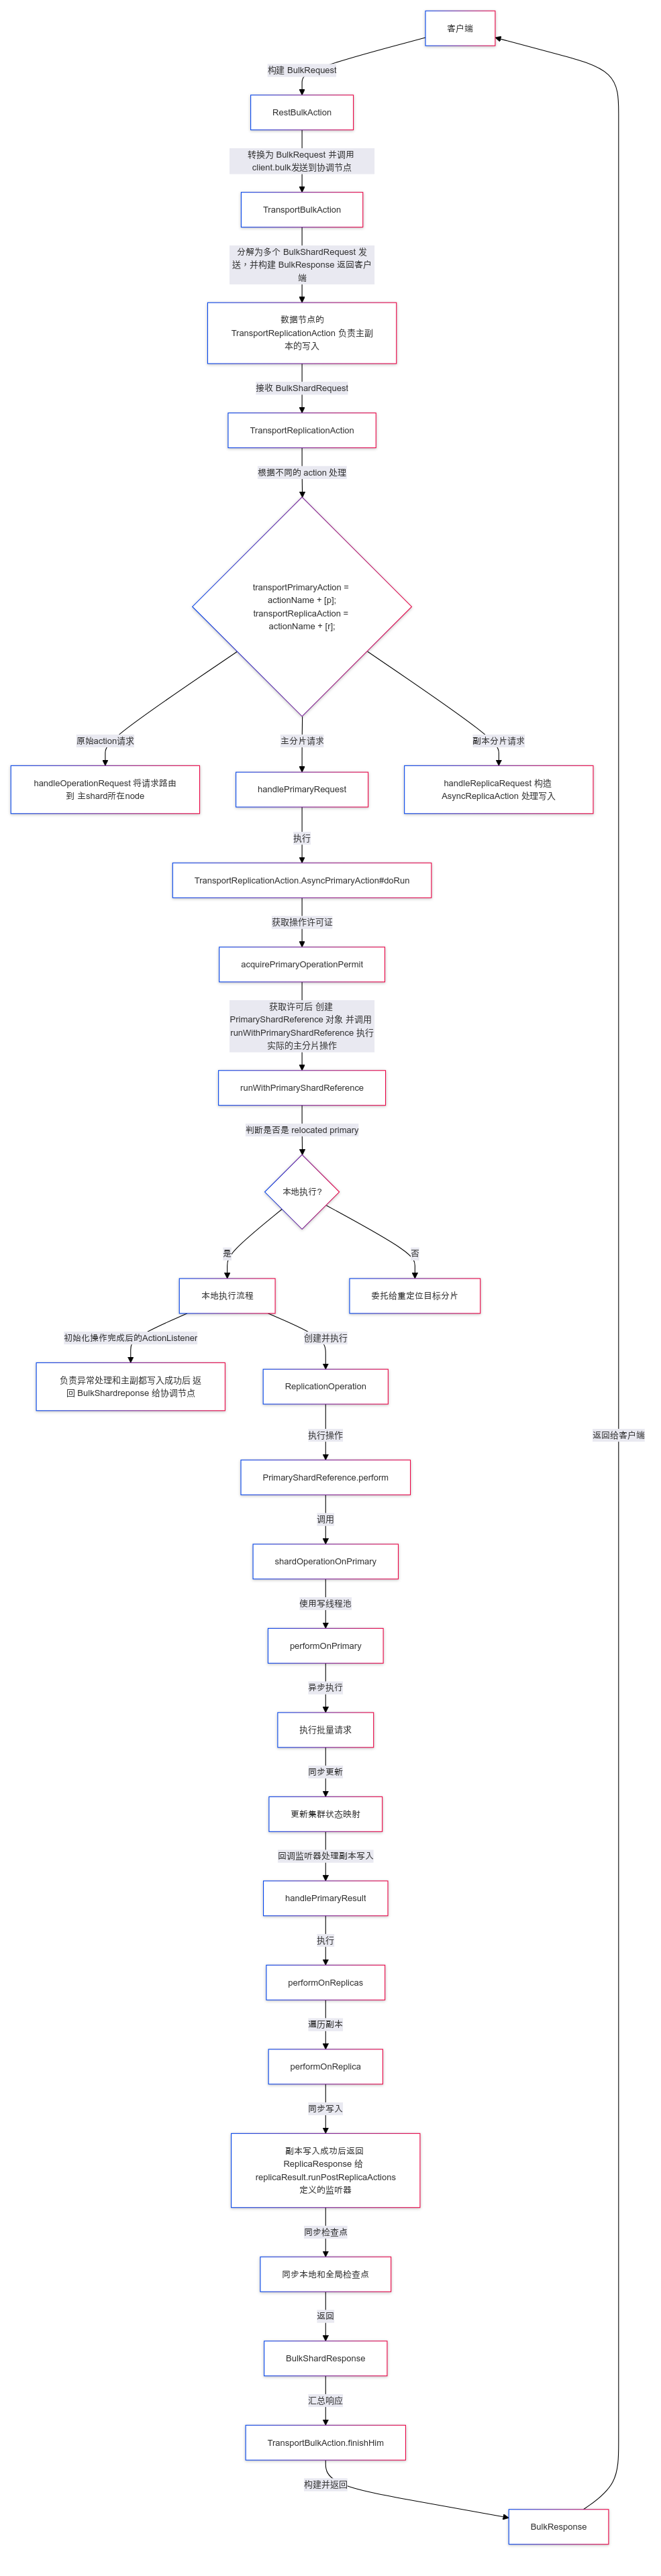 客户端
构建 BulkRequest
RestBulkAction
转换为 BulkRequest 并调用
client.bulk发送到协调节点
TransportBulkAction
分解为多个 BulkShardRequest 发
送，并构建 BulkResponse 返回客户
端
数据节点的
TransportReplicationAction 负责主副
本的写入
接收 BulkShardRequest
TransportReplicationAction
根据不同的 action 处理
transportPrimaryAction =
actionName + [p];
transportReplicaAction =
actionName + [r];
原始action请求
主分片请求
副本分片请求
handleOperationRequest 将请求路由
到 主shard所在node
handlePrimaryRequest
handleReplicaRequest 构造
AsyncReplicaAction 处理写入
执行
TransportReplicationAction.AsyncPrimaryAction#doRun
获取操作许可证
acquirePrimaryOperationPermit
获取许可后 创建
PrimaryShardReference 对象 并调用
runWithPrimaryShardReference 执行
实际的主分片操作
runWithPrimaryShardReference
判断是否是 relocated primary
本地执行?
是
否
本地执行流程
委托给重定位目标分片
初始化操作完成后的ActionListener
创建并执行
负责异常处理和主副都写入成功后 返
回 BulkShardreponse 给协调节点
ReplicationOperation
返回给客户端
执行操作
PrimaryShardReference.perform
调用
shardOperationOnPrimary
使用写线程池
performOnPrimary
异步执行
执行批量请求
同步更新
更新集群状态映射
回调监听器处理副本写入
handlePrimaryResult
执行
performOnReplicas
遍历副本
performOnReplica
同步写入
副本写入成功后返回
ReplicaResponse 给
replicaResult.runPostReplicaActions
定义的监听器
同步检查点
同步本地和全局检查点
返回
BulkShardResponse
汇总响应
TransportBulkAction.finishHim
构建并返回
BulkResponse